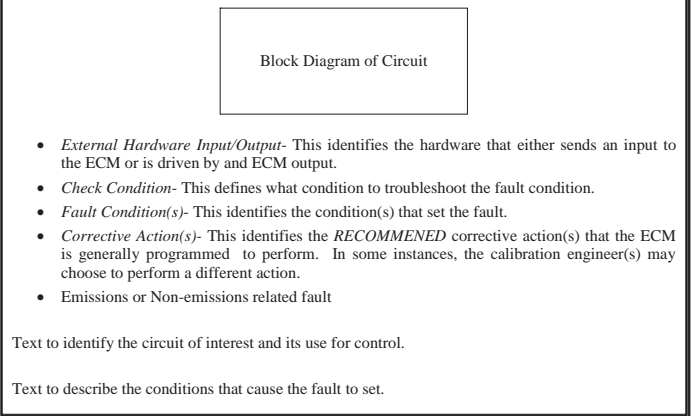 Block Diagram of Circuit
• External Hardware Input/Output- This identifies the hardware that either sends an input to
the ECM or is driven by and ECM output.
• Check Condition- This defines what condition to troubleshoot the fault condition.
• Fault Condition(s)- This identifies the condition(s) that set the fault.
• Corrective Action(s)- This identifies the RECOMMENED corrective action(s) that the ECM
is generally programmed to perform. In some instances, the calibration engineer(s) may
choose to perform a different action.
• Emissions or Non-emissions related fault
Text to identify the circuit of interest and its use for control.
Text to describe the conditions that cause the fault to set.